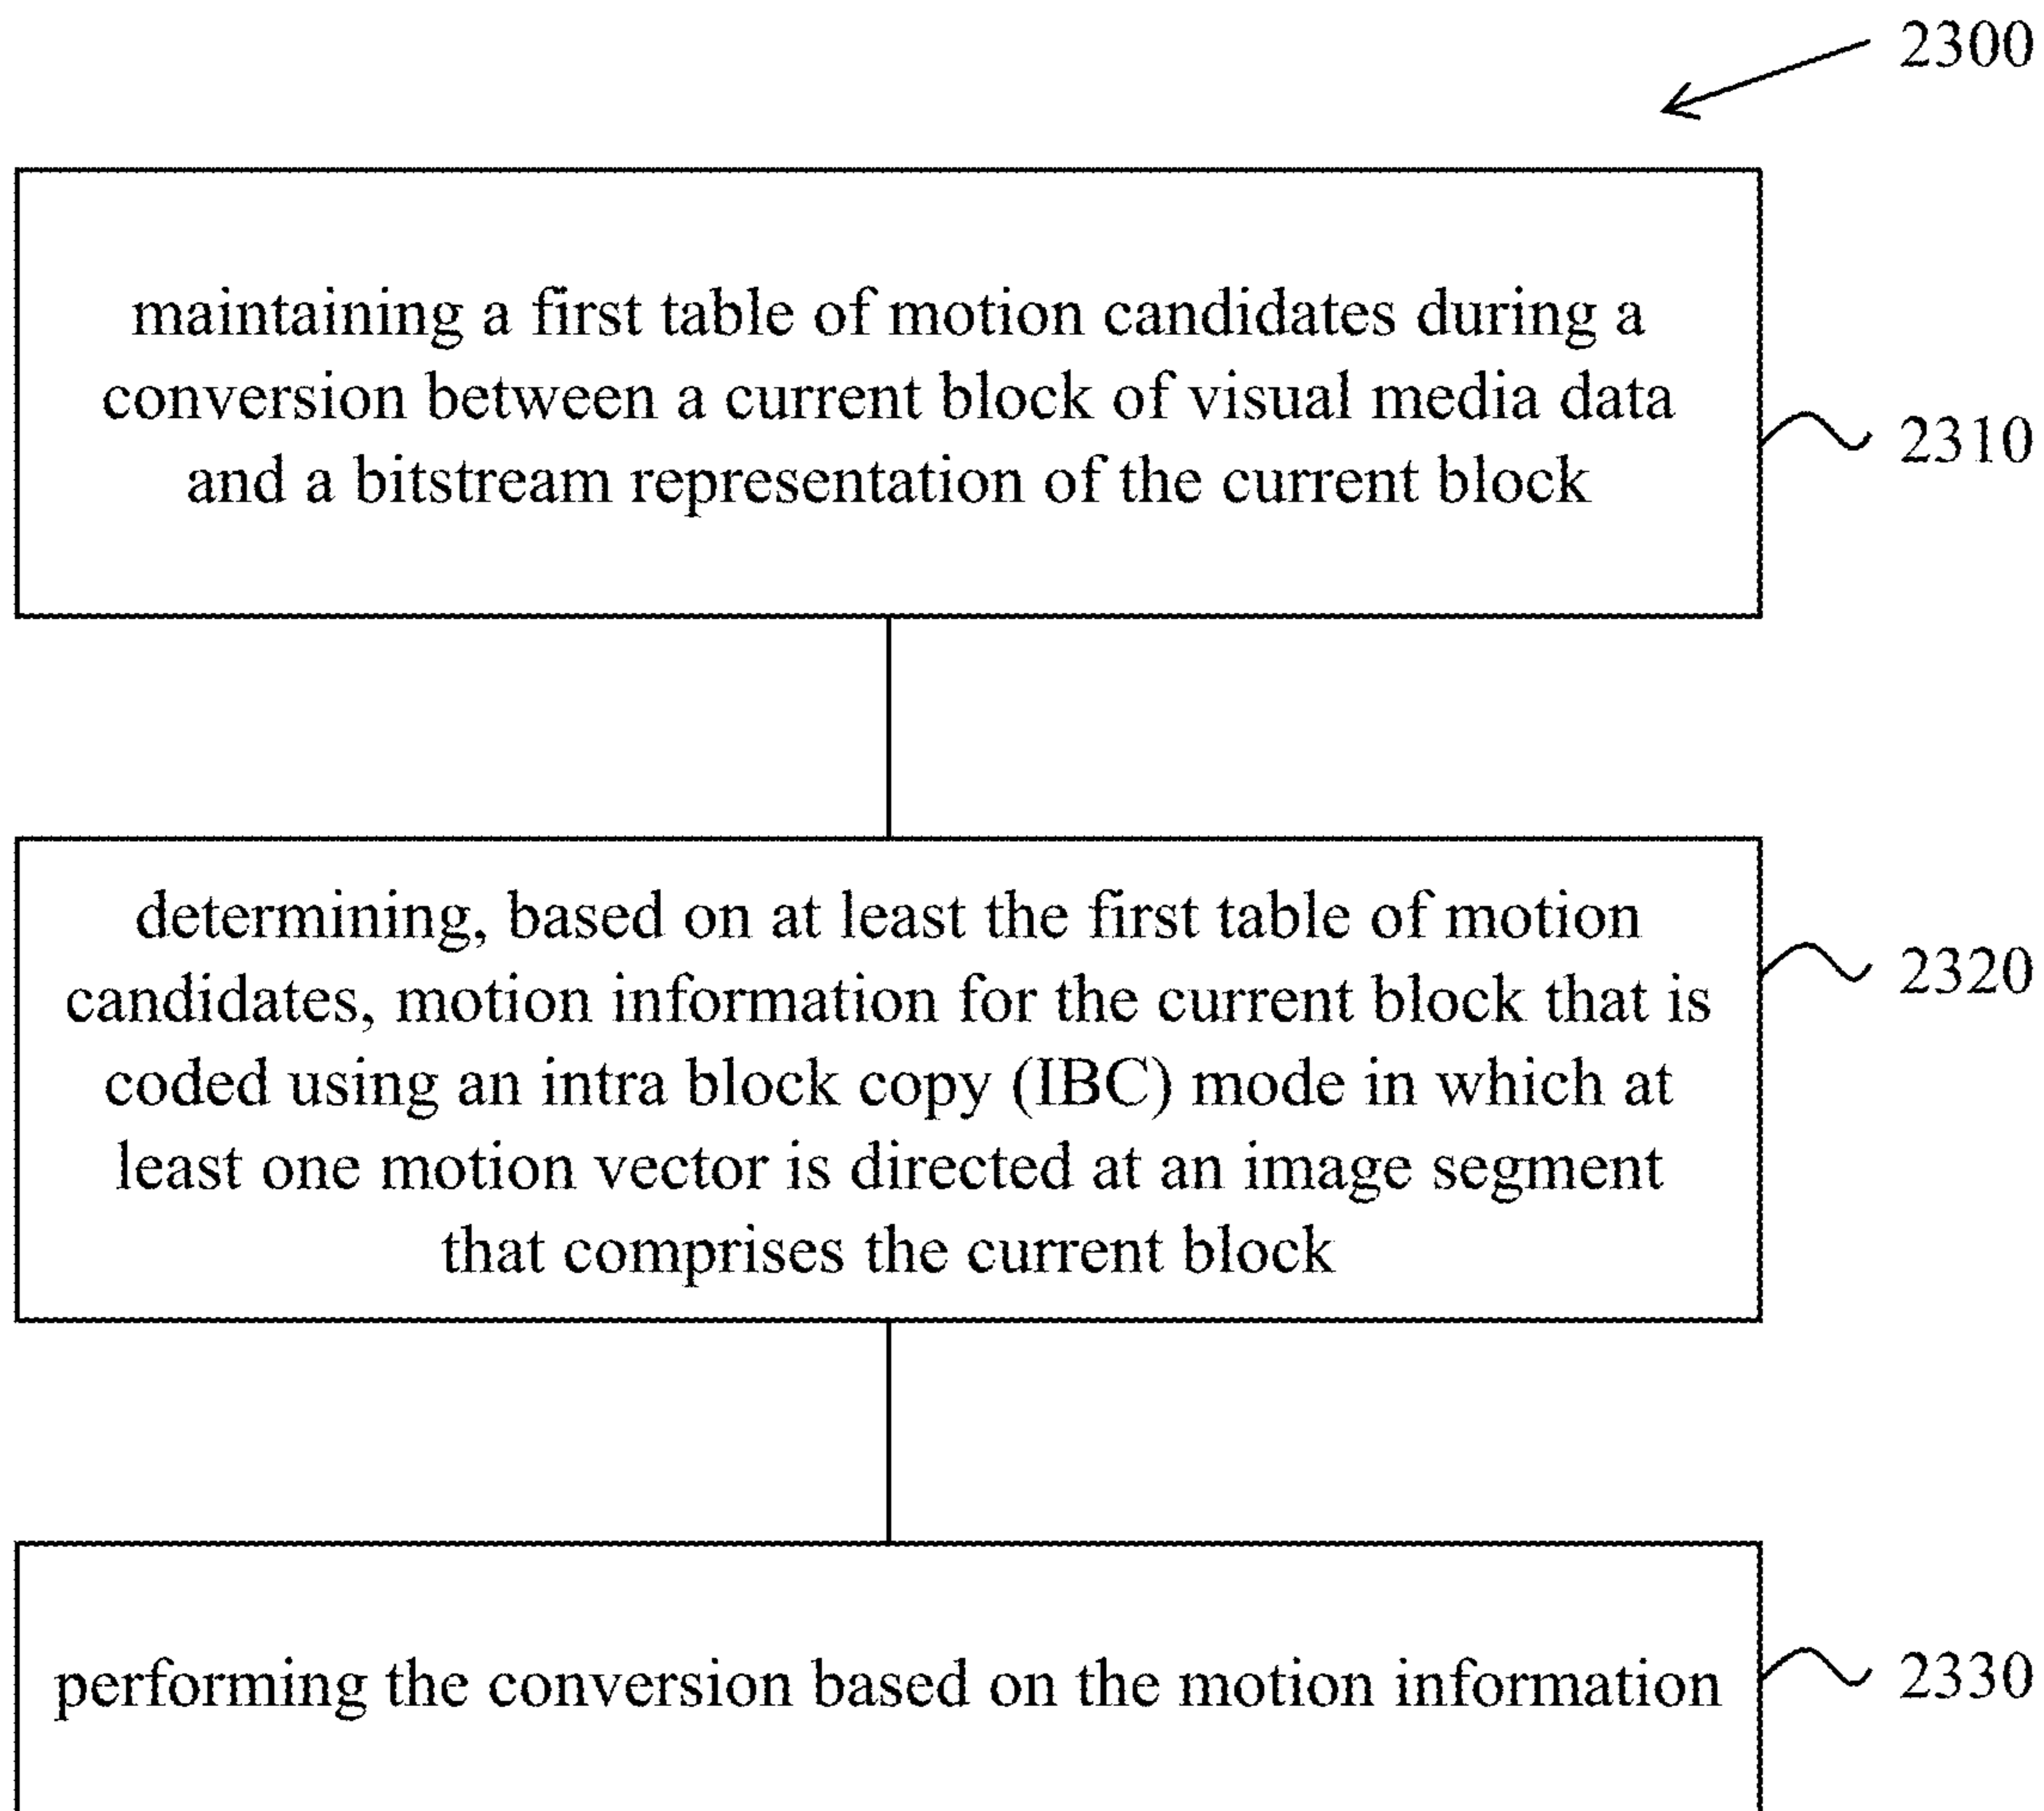 2300
maintaining a first table of motion candidates during a
conversion between a current block of visual media data
and a bitstream representation of the current block
2310
determining, based on at least the first table of motion
candidates, motion information for the current block that is
coded using an intra block copy (IBC) mode in which at
least one motion vector is directed at an image segment
that comprises the current block
2320
performing the conversion based on the motion information
2330